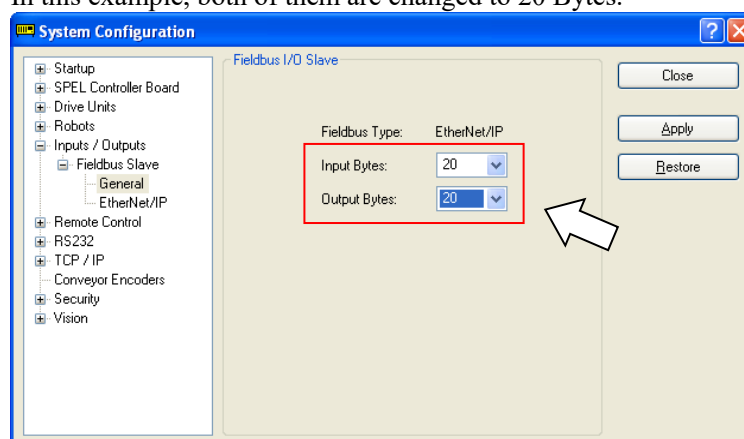 In this example, both of them are changed to 20 Bytes.
System Configuration
Startup
SPEL Controller Board
Drive Units
Robots
Inputs / Outputs
Fieldbus Slave
General
EtherNet/IP
Remote Control
RS232
TCP / IP
Conveyor Encoders
Security
Vision
Fieldbus I/O Slave
Fieldbus Type: EtherNet/IP
Input Bytes: 20
Output Bytes: 20
Close
Apply
Restore